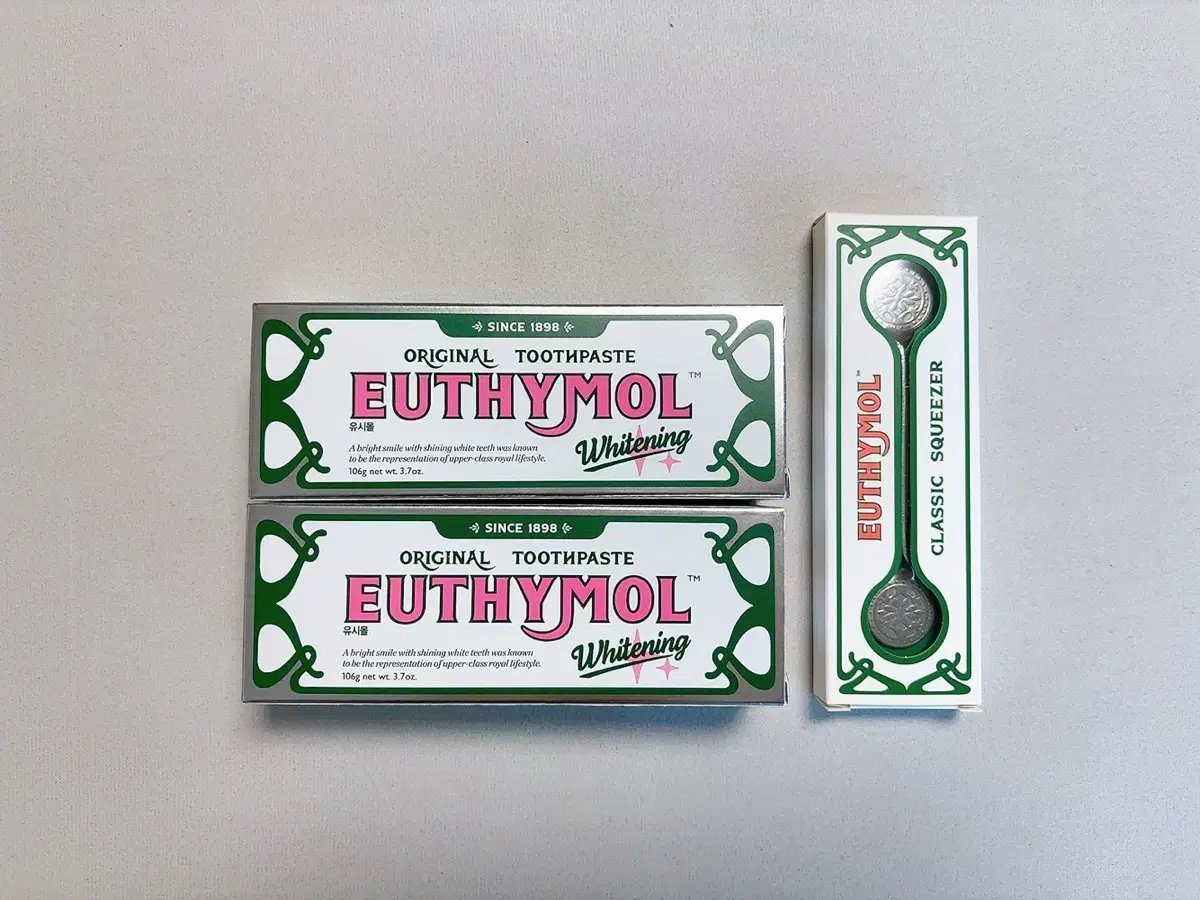 SINCE 1898
ORIGINAL TOOTHPASTE
EUTHYMOL™
유시몰
A bright smile with shining white teeth was known
to be the representation of upper-class royal lifestyle.
106g net wt. 3.7oz.
Whitening
SINCE 1898
ORIGINAL TOOTHPASTE
EUTHYMOL™
유시몰
A bright smile with shining white teeth was known
to be the representation of upper-class royal lifestyle.
106g net wt. 3.7oz.
Whitening
EUTHYMOL™
CLASSIC SQUEEZER